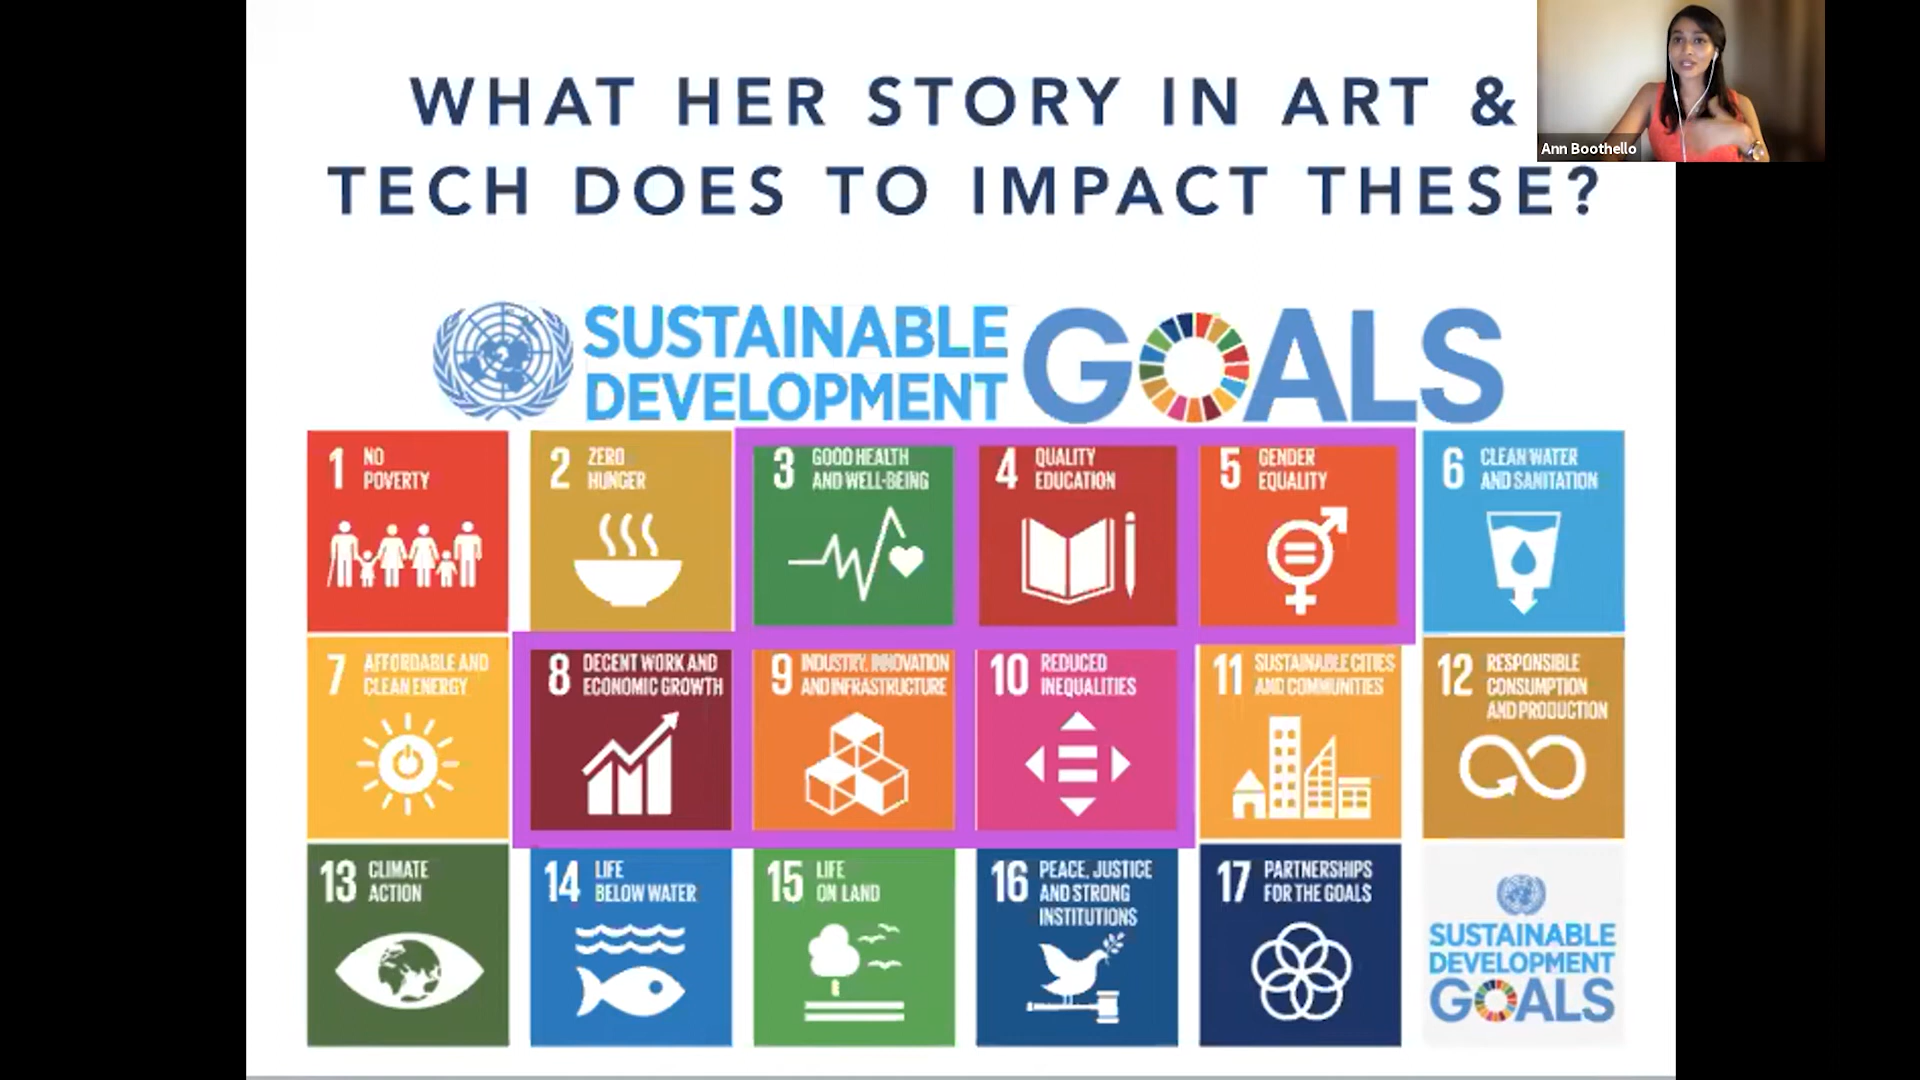 WHAT HER STORY IN ART &
TECH DOES TO IMPACT THESE?
Ann Boothello
SUSTAINABLE
DEVELOPMENT
GOALS
1 NO
POVERTY
2 ZERO
HUNGER
3 GOOD HEALTH
AND WELL-BEING
4 QUALITY
EDUCATION
5 GENDER
EQUALITY
6 CLEAN WATER
AND SANITATION
7 AFFORDABLE AND
CLEAN ENERGY
8 DECENT WORK AND
ECONOMIC GROWTH
9 INDUSTRY, INNOVATION
AND INFRASTRUCTURE
10 REDUCED
INEQUALITIES
11 SUSTAINABLE CITIES
AND COMMUNITIES
12 RESPONSIBLE
CONSUMPTION
AND PRODUCTION
13 CLIMATE
ACTION
14 LIFE
BELOW WATER
15 LIFE
ON LAND
16 PEACE, JUSTICE
AND STRONG
INSTITUTIONS
17 PARTNERSHIPS
FOR THE GOALS
SUSTAINABLE
DEVELOPMENT
GOALS